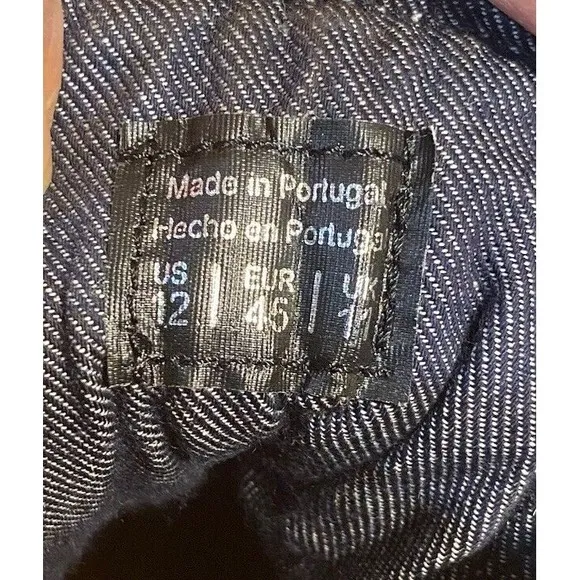 Made in Portugal
Hecho en Portugal
US | EUR | UK
12 | 46 | 11